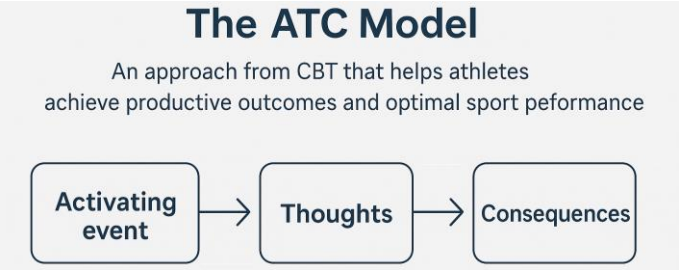 The ATC Model
An approach from CBT that helps athletes
achieve productive outcomes and optimal sport peformance
Activating
event
Thoughts
Consequences